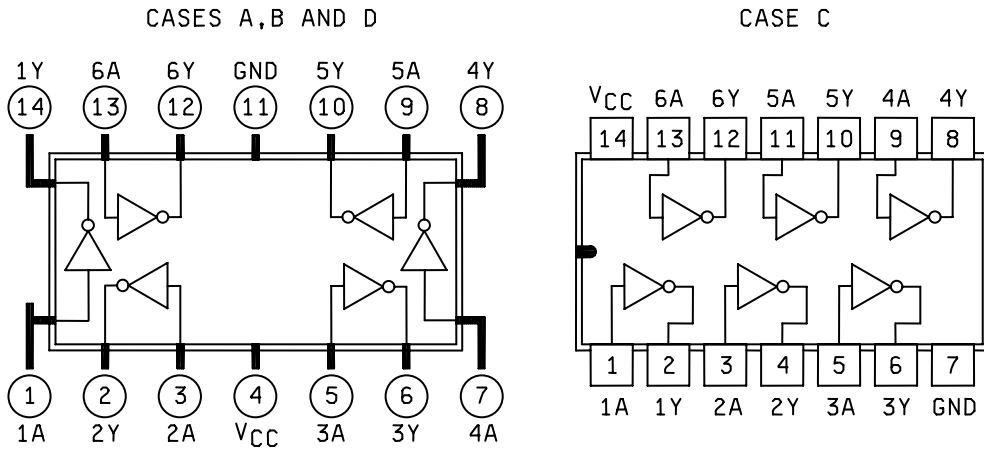 CASES A,B AND D
1Y 6A 6Y GND 5Y 5A 4Y
14 13 12 11 10 9 8
1 2 3 4 5 6 7
1A 2Y 2A VCC 3A 3Y 4A
CASE C
VCC 6A 6Y 5A 5Y 4A 4Y
14 13 12 11 10 9 8
1 2 3 4 5 6 7
1A 1Y 2A 2Y 3A 3Y GND